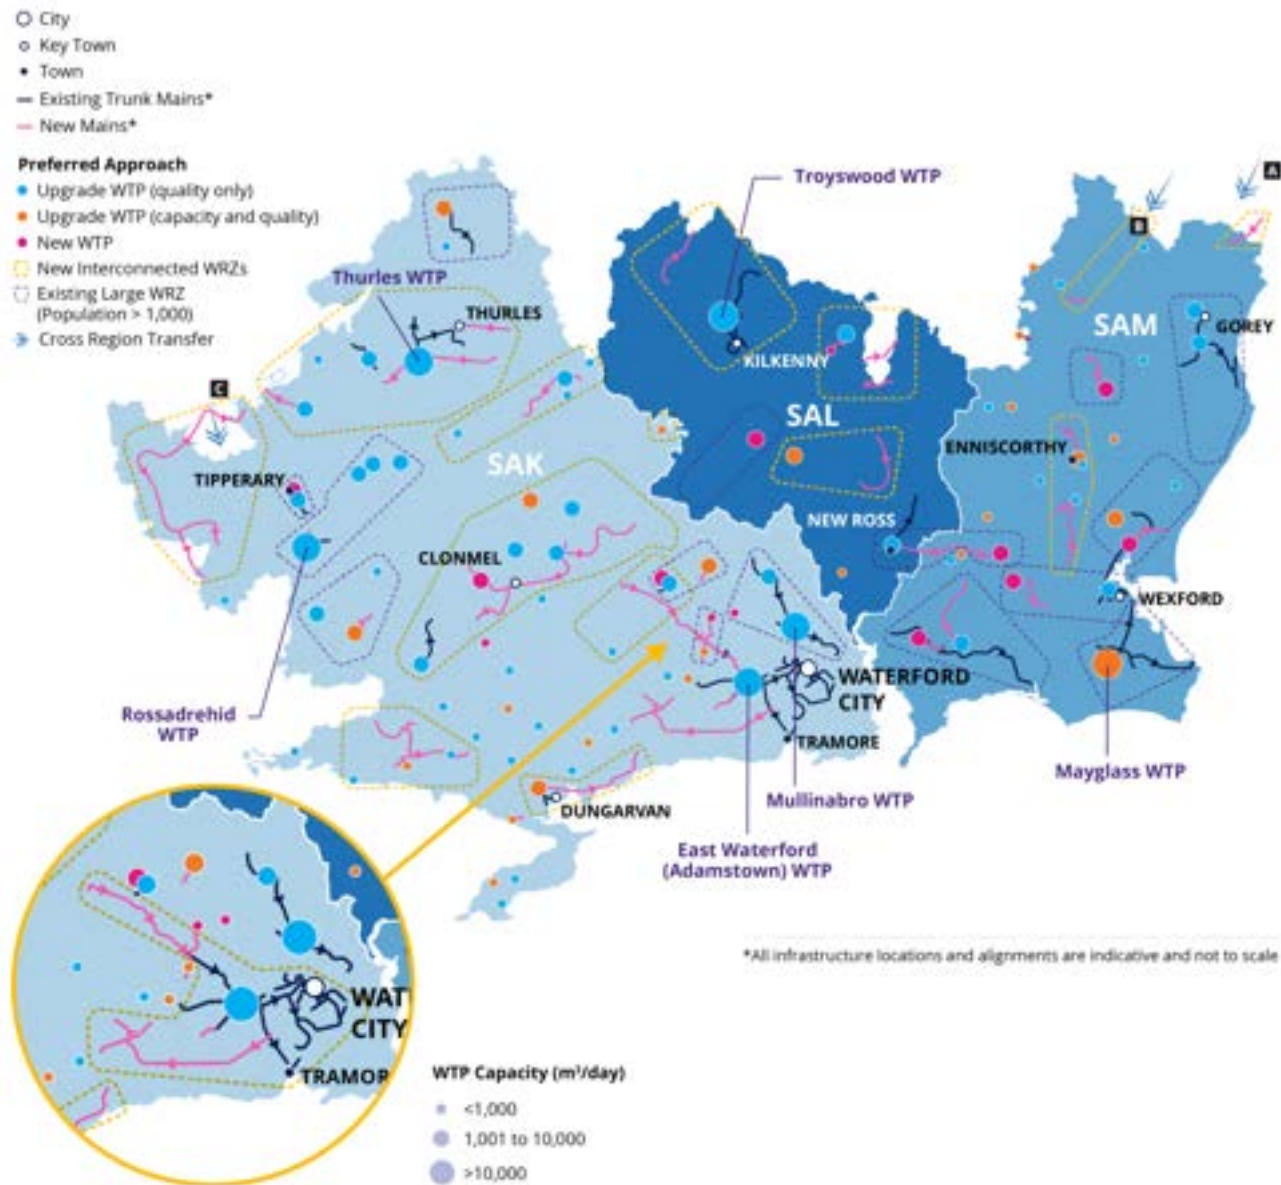 City
Key Town
Town
Existing Trunk Mains*
New Mains*
Preferred Approach
Upgrade WTP (quality only)
Upgrade WTP (capacity and quality)
New WTP
New Interconnected WRZs
Existing Large WRZ
(Population > 1,000)
Cross Region Transfer
A
B
C
Troyswood WTP
Thurles WTP
THURLES
KILKENNY
SAM
GOREY
SAL
SAK
ENNISCORTHY
TIPPERARY
NEW ROSS
CLONMEL
WEXFORD
WATERFORD
CITY
TRAMORE
Rossadrehid
WTP
Mayglass WTP
Mullinabro WTP
DUNGARVAN
East Waterford
(Adamstown) WTP
*All infrastructure locations and alignments are indicative and not to scale
WAT
CITY
TRAMOR
WTP Capacity (m³/day)
<1,000
1,001 to 10,000
>10,000